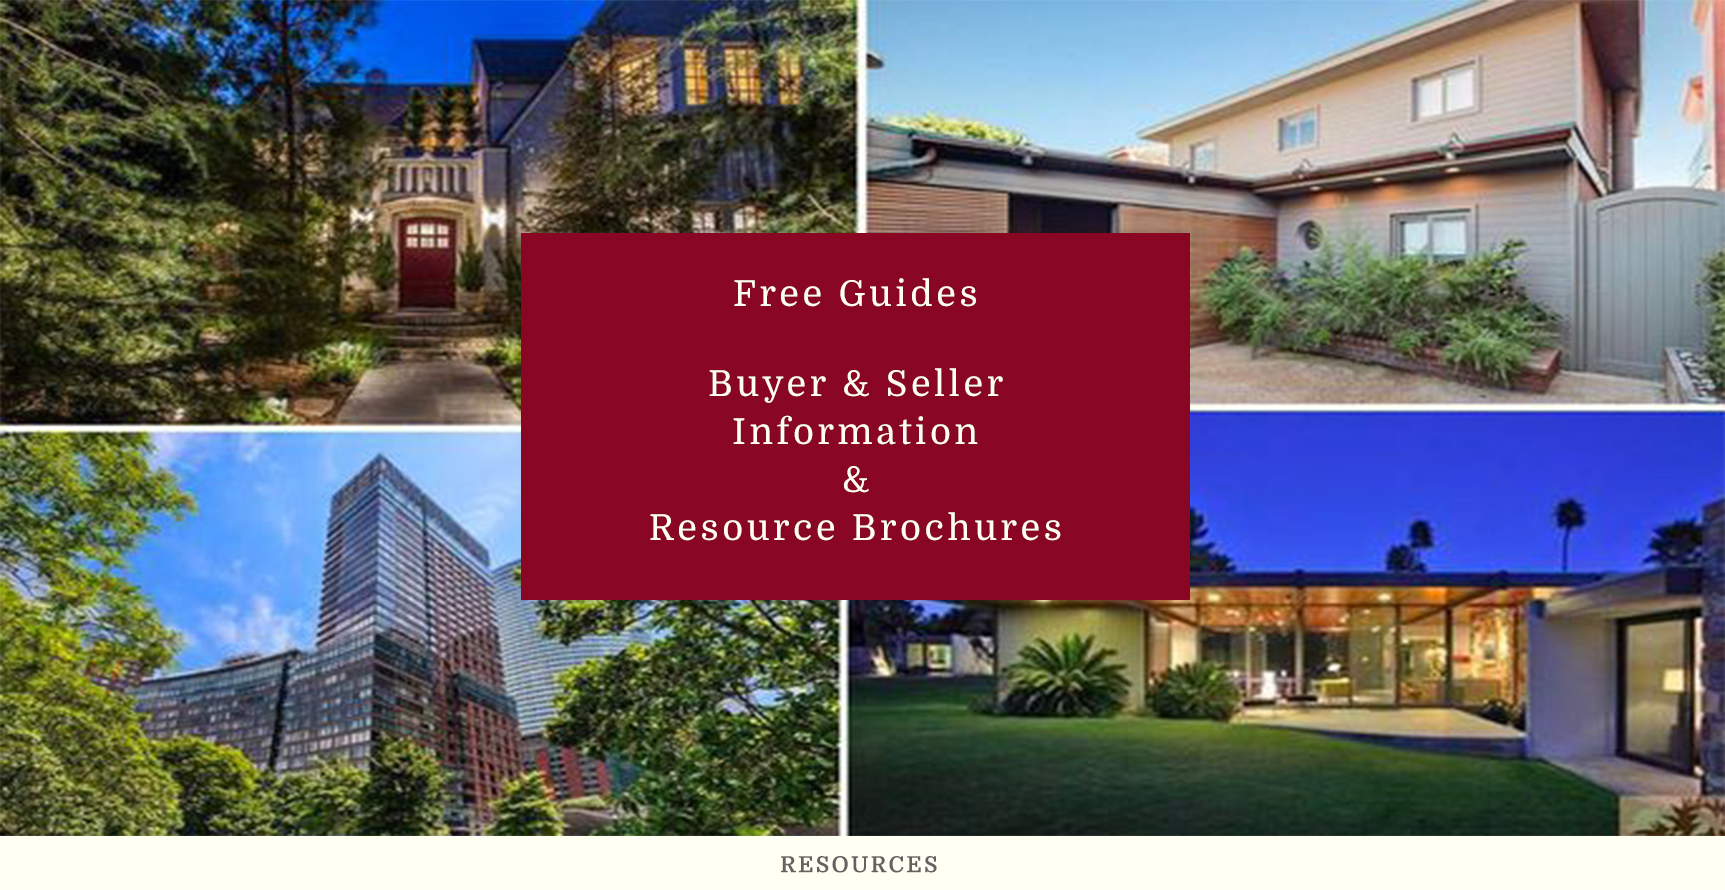 Free Guides
Buyer & Seller
Information
&
Resource Brochures
RESOURCES